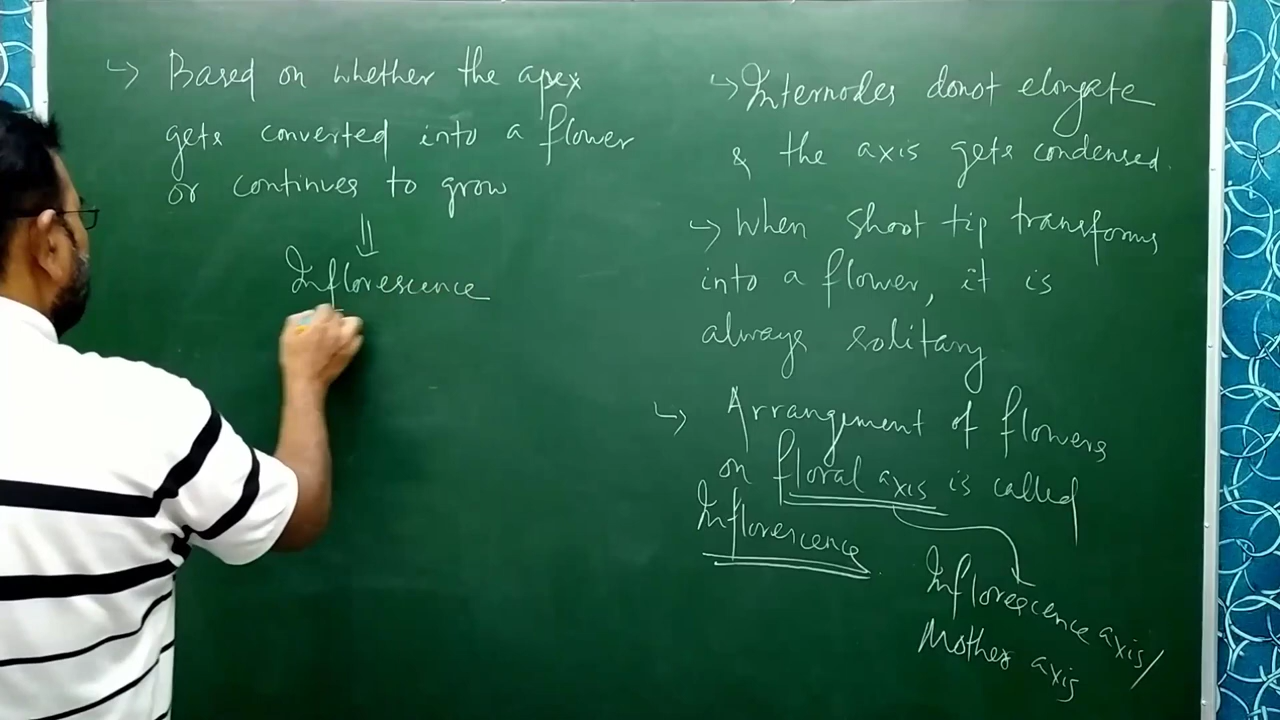 ↳ Based on whether the apex
gets converted into a flower
or continues to grow
⇓
Inflorescence
↳ Internodes donot elongate
& the axis gets condensed.
↳ When shoot tip transforms
into a flower, it is
always solitary
↳ Arrangement of flowers
on floral axis is called
Inflorescence
Inflorescence axis/
Mother axis